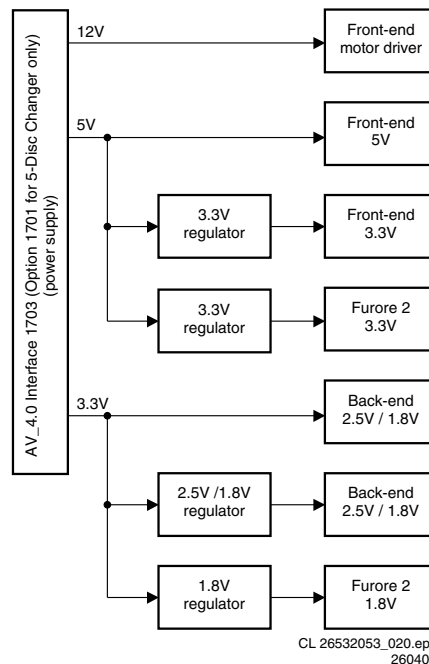 AV_4.0 Interface 1703 (Option 1701 for 5-Disc Changer only)
(power supply)
12V
Front-end
motor driver
5V
Front-end
5V
3.3V
regulator
Front-end
3.3V
3.3V
regulator
Furore 2
3.3V
3.3V
Back-end
2.5V / 1.8V
2.5V /1.8V
regulator
Back-end
2.5V / 1.8V
1.8V
regulator
Furore 2
1.8V
CL 26532053_020.ep
26040